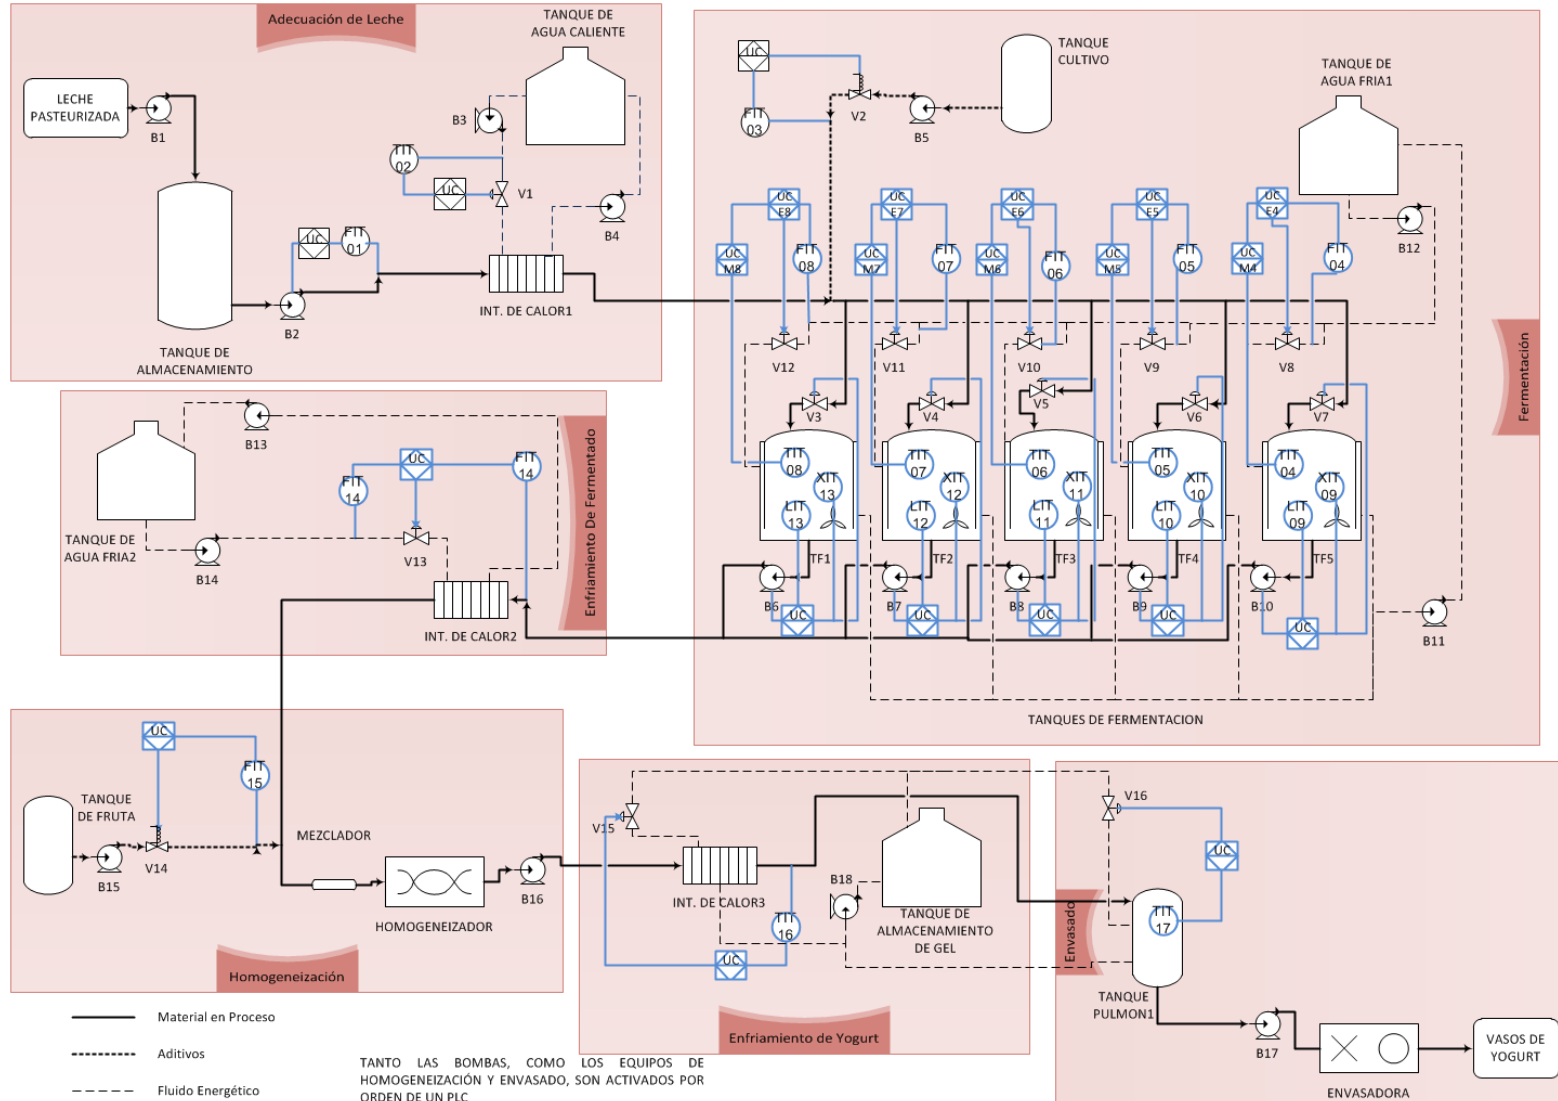 Adecuación de Leche
TANQUE DE
AGUA CALIENTE
LECHE
PASTEURIZADA
B1
B3
TIT
02
UC
V1
B4
UC
FIT
01
B2
INT. DE CALOR1
TANQUE DE
ALMACENAMIENTO
UC
FIT
03
V2
B5
TANQUE
CULTIVO
TANQUE DE
AGUA FRIA1
B12
UC
E8
UC
M8
FIT
08
UC
E7
UC
M7
FIT
07
UC
E6
UC
M6
FIT
06
UC
E5
UC
M5
FIT
05
UC
E4
UC
M4
FIT
04
V12
V11
V10
V9
V8
V3
V4
V5
V6
V7
TIT
08
XIT
13
LIT
13
TIT
07
XIT
12
LIT
12
TIT
06
XIT
11
LIT
11
TIT
05
XIT
10
LIT
10
TIT
04
XIT
09
LIT
09
TF1
TF2
TF3
TF4
TF5
B6
B7
B8
B9
B10
UC
UC
UC
UC
UC
B11
TANQUES DE FERMENTACION
Fermentación
B13
TANQUE DE
AGUA FRIA2
B14
FIT
14
UC
FIT
14
V13
INT. DE CALOR2
Enfriamiento De Fermentado
UC
FIT
15
TANQUE
DE FRUTA
B15
V14
MEZCLADOR
HOMOGENEIZADOR
B16
Homogeneización
V15
INT. DE CALOR3
TIT
16
UC
B18
TANQUE DE
ALMACENAMIENTO
DE GEL
Enfriamiento de Yogurt
V16
UC
TIT
17
Envasado
TANQUE
PULMON1
B17
ENVASADORA
VASOS DE
YOGURT
Material en Proceso
Aditivos
Fluido Energético
TANTO LAS BOMBAS, COMO LOS EQUIPOS DE
HOMOGENEIZACIÓN Y ENVASADO, SON ACTIVADOS POR
ORDEN DE UN PLC